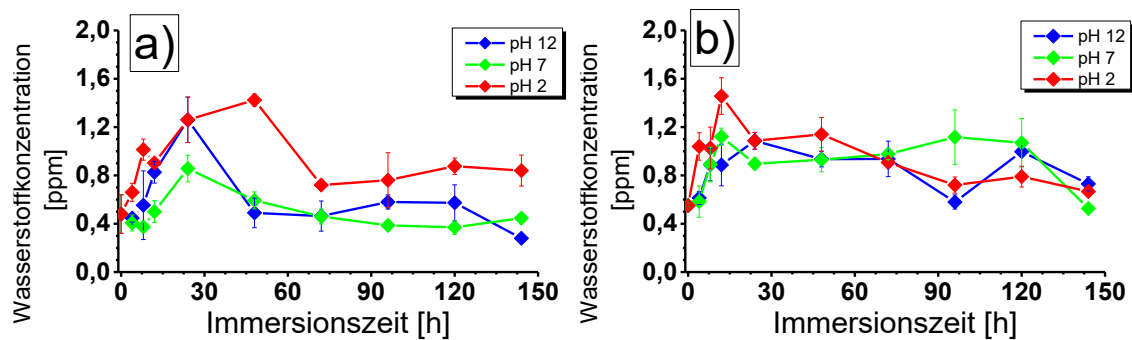 a)
Wasserstoffkonzentration
[ppm]
2,0
1,6
1,2
0,8
0,4
0,0
pH 12
pH 7
pH 2
0 30 60 90 120 150
Immersionszeit [h]
b)
Wasserstoffkonzentration
[ppm]
2,0
1,6
1,2
0,8
0,4
0,0
pH 12
pH 7
pH 2
0 30 60 90 120 150
Immersionszeit [h]